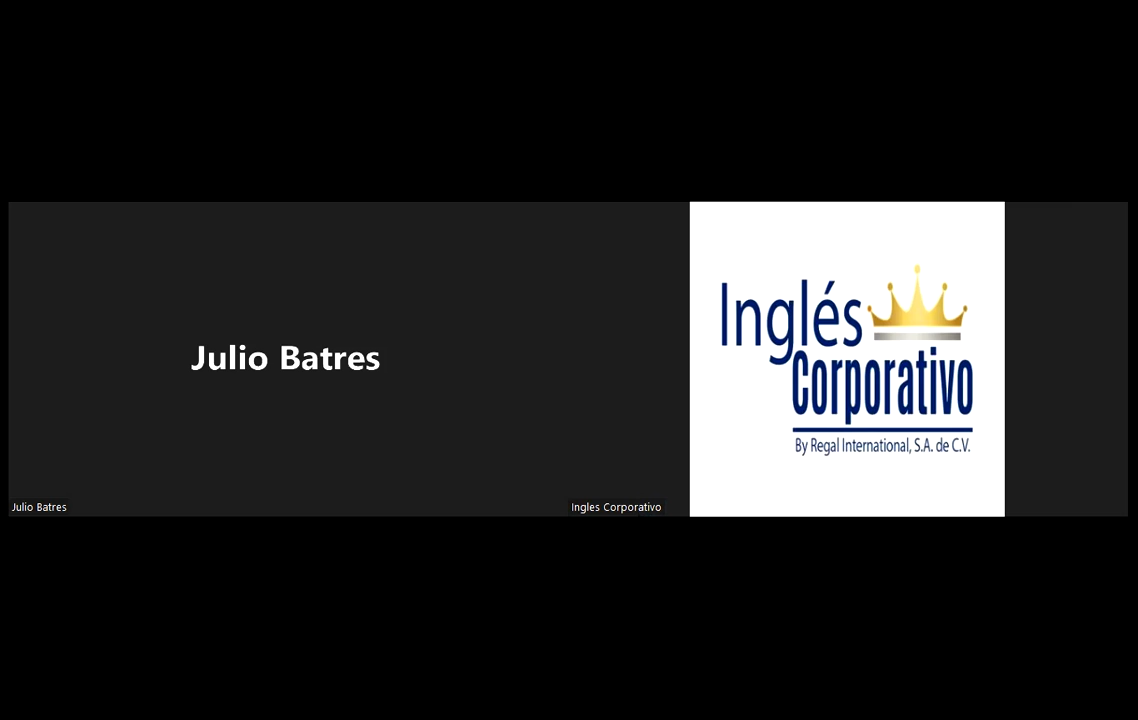 Julio Batres
Julio Batres
Ingles Corporativo
Inglés
Corporativo
By Regal International, S.A. de C.V.